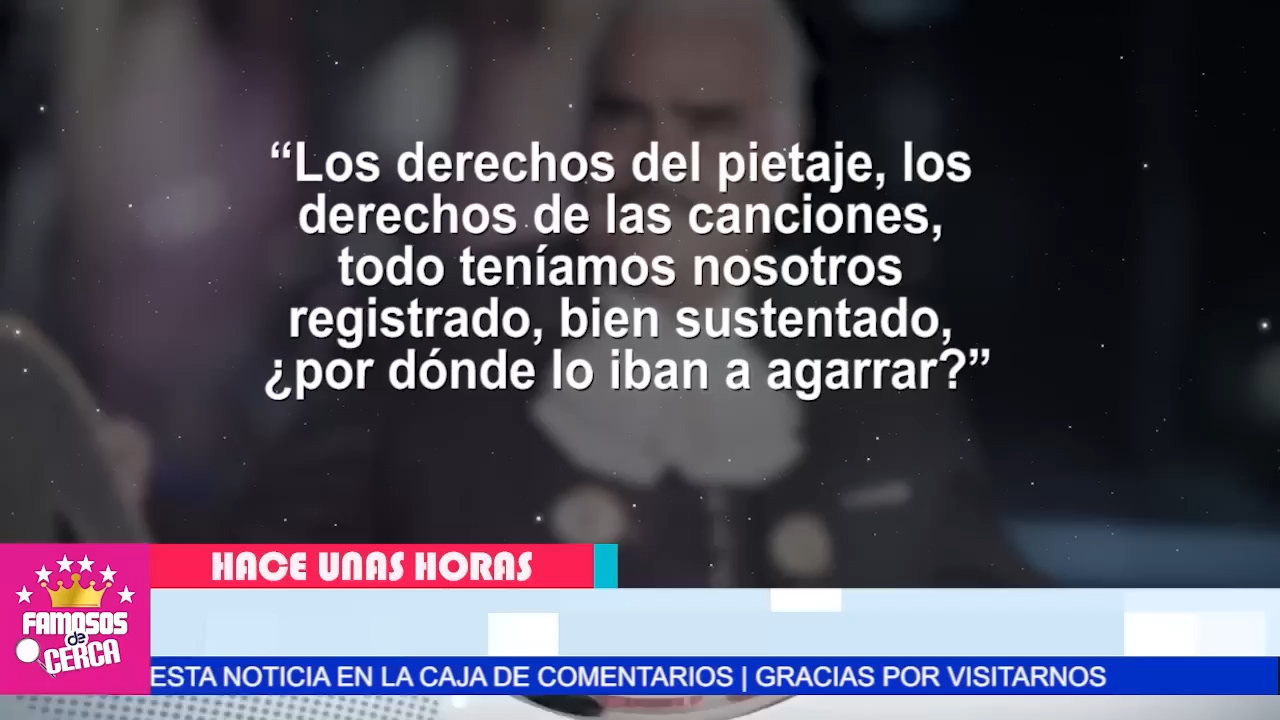 “Los derechos del pietaje, los
derechos de las canciones,
todo teníamos nosotros
registrado, bien sustentado,
¿por dónde lo iban a agarrar?”
HACE UNAS HORAS
FAMOSOS
de
CERCA
ESTA NOTICIA EN LA CAJA DE COMENTARIOS | GRACIAS POR VISITARNOS